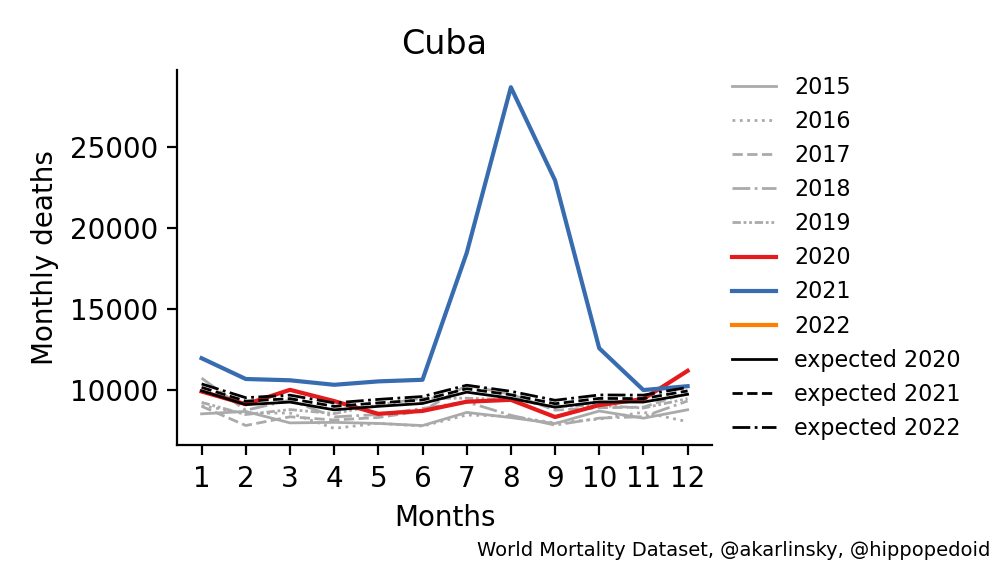 Cuba
Monthly deaths
25000
20000
15000
10000
1 2 3 4 5 6 7 8 9 10 11 12
Months
2015
2016
2017
2018
2019
2020
2021
2022
expected 2020
expected 2021
expected 2022
World Mortality Dataset, @akarlinsky, @hippopedoid